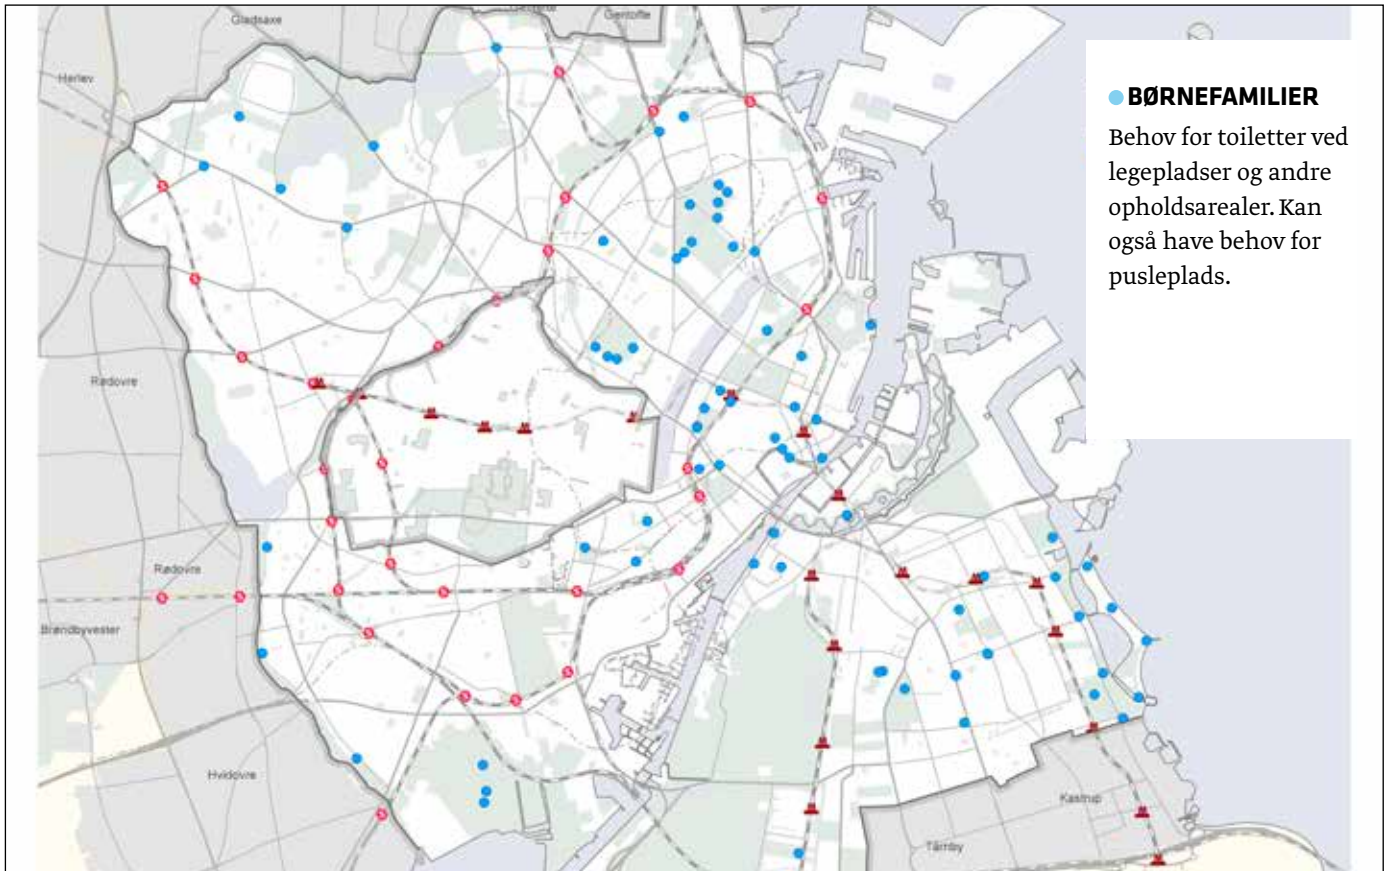 Gladsaxe
Gentofte
Herlev
BØRNEFAMILIER
Behov for toiletter ved
legepladser og andre
opholdsarealer. Kan
også have behov for
pusleplads.
Rødovre
Rødovre
Brøndbyvester
Hvidovre
Kastrup
Tårnby